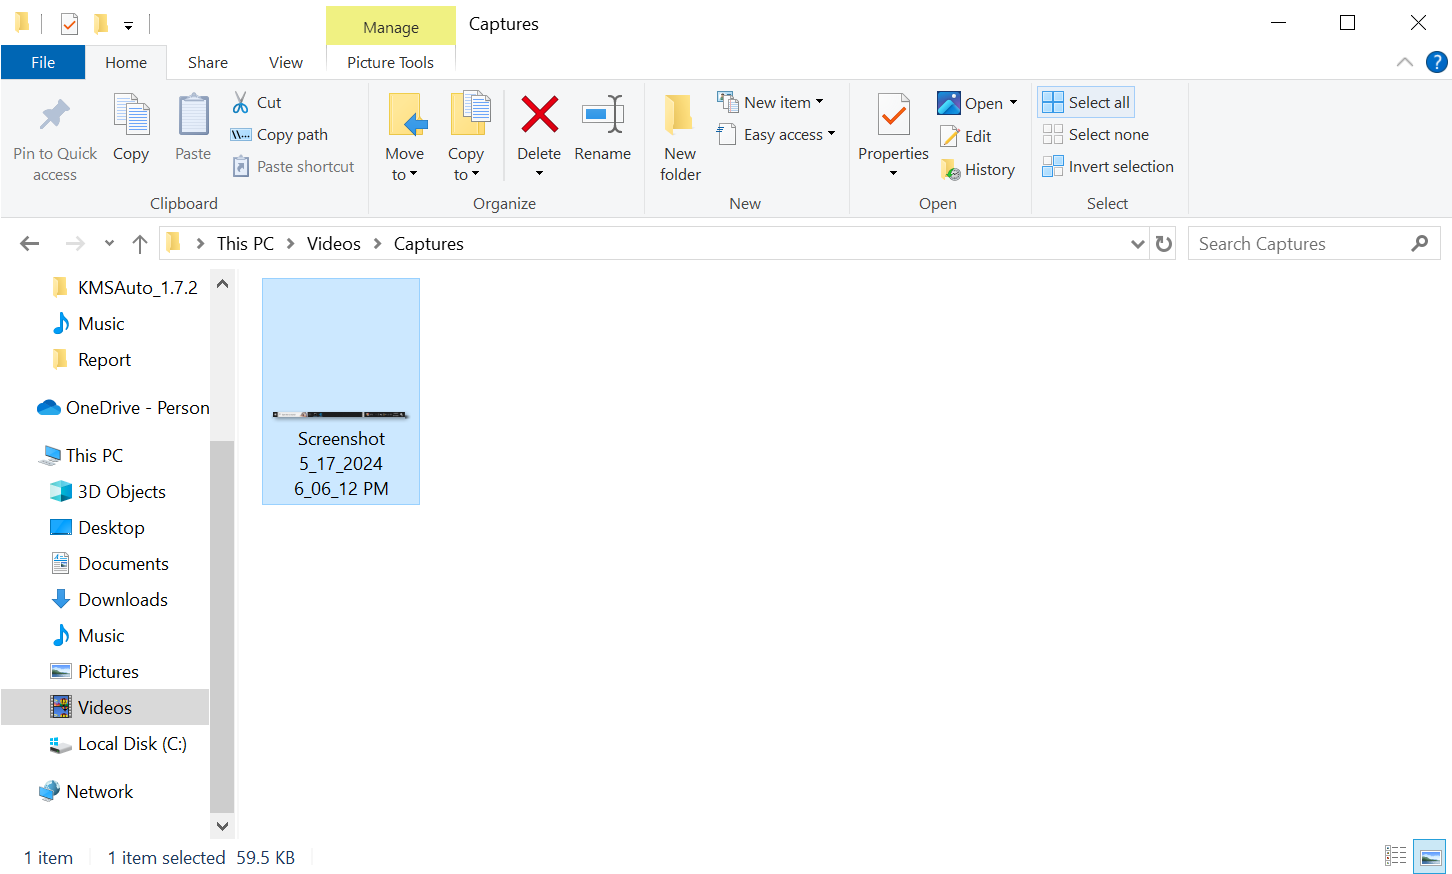 Manage
Captures
File
Home
Share
View
Picture Tools
Pin to Quick
access
Copy
Paste
Cut
Copy path
Paste shortcut
Clipboard
Move
to
Copy
to
Delete
Rename
Organize
New
folder
New item
Easy access
New
Properties
Open
Edit
History
Open
Select all
Select none
Invert selection
Select
This PC
Videos
Captures
Search Captures
KMSAuto_1.7.2
Music
Report
OneDrive - Person
This PC
3D Objects
Desktop
Documents
Downloads
Music
Pictures
Videos
Local Disk (C:)
Network
Screenshot
5_17_2024
6_06_12 PM
1 item
1 item selected 59.5 KB